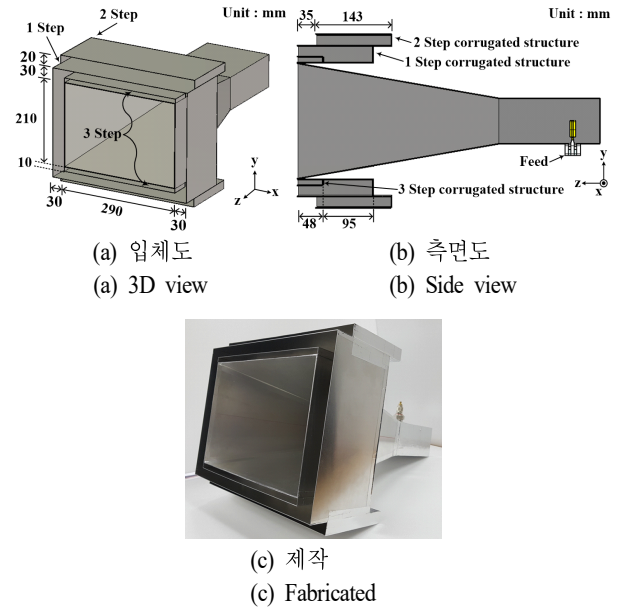 Unit : mm
2 Step
1 Step
20
30
210
3 Step
10
30
290
30
y
x
z
(a) 입체도
(a) 3D view
35
143
Unit : mm
2 Step corrugated structure
1 Step corrugated structure
Feed
y
z
x
3 Step corrugated structure
48
95
(b) 측면도
(b) Side view
(c) 제작
(c) Fabricated